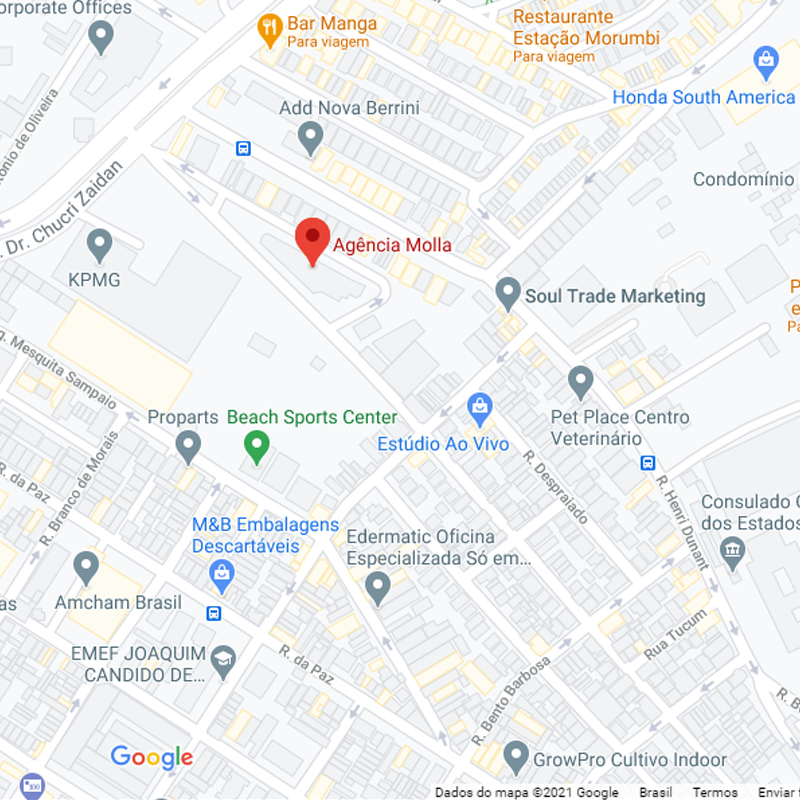 orporate Offices
Bar Manga
Para viagem
Restaurante
Estação Morumbi
Para viagem
Honda South America
Add Nova Berrini
ônio de Oliveira
Condomínio
. Dr. Chucri Zaidan
Agência Molla
KPMG
Soul Trade Marketing
P
e
Pa
q. Mesquita Sampaio
Proparts
Beach Sports Center
Estúdio Ao Vivo
Pet Place Centro
Veterinário
R. da Paz
R. Branco de Morais
R. Despraiado
R. Henri Dunant
Consulado
dos Estados
M&B Embalagens
Descartáveis
Edermatic Oficina
Especializada Só em...
as
Amcham Brasil
EMEF JOAQUIM
CANDIDO DE...
R. da Paz
R. Bento Barbosa
Rua Tucum
R. B
Google
GrowPro Cultivo Indoor
Dados do mapa ©2021 Google Brasil Termos Enviar